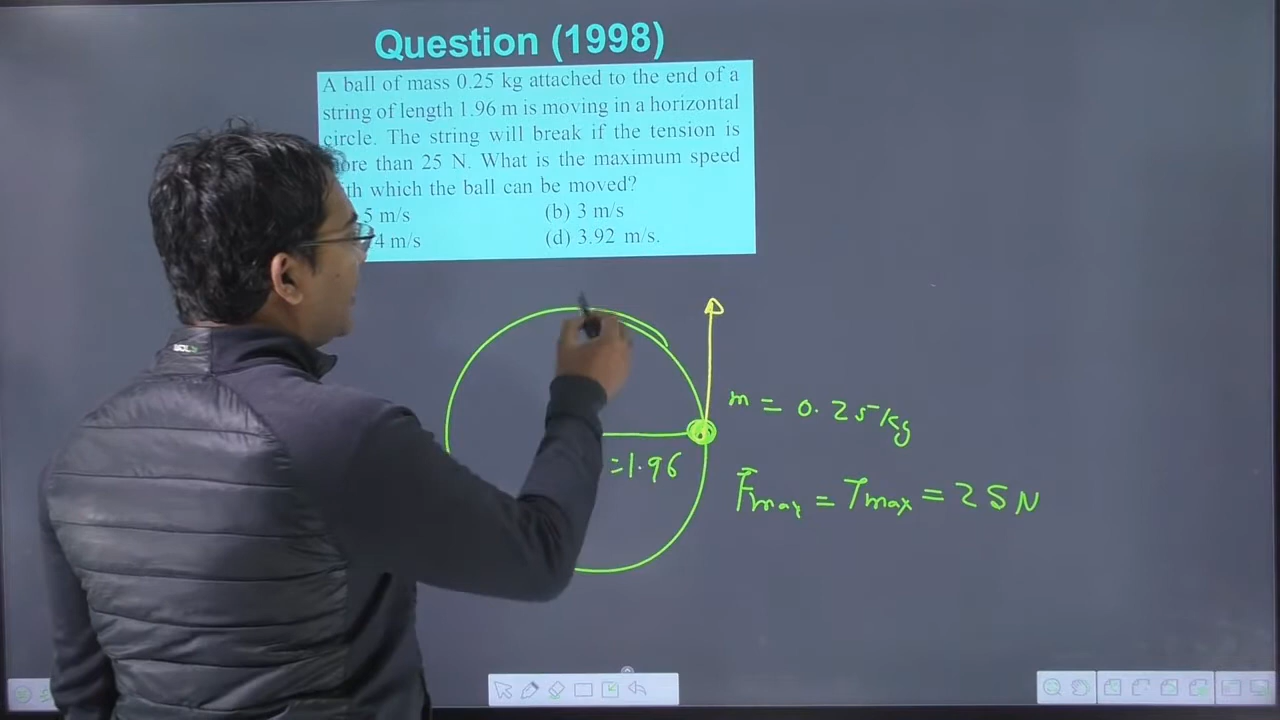 Question (1998)
A ball of mass 0.25 kg attached to the end of a
string of length 1.96 m is moving in a horizontal
circle. The string will break if the tension is
than 25 N. What is the maximum speed
which the ball can be moved?
5 m/s (b) 3 m/s
4 m/s (d) 3.92 m/s.
m = 0.25 kg
=1.96
Fmax = Tmax = 25 N